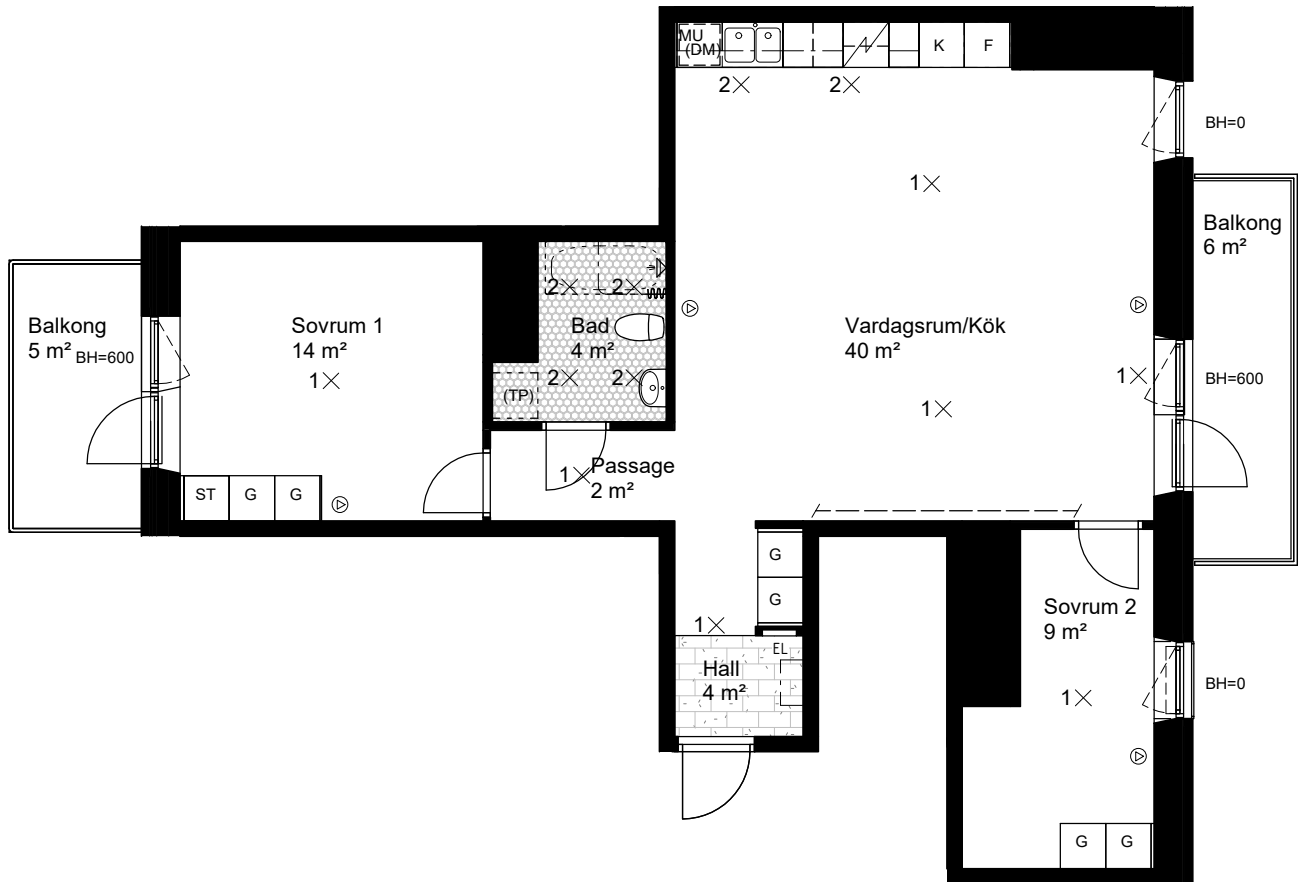 MU
(DM)
K
F
2
2
BH=0
1
Balkong
6 m²
2
2
Balkong
5 m²
BH=600
Sovrum 1
14 m²
1
Bad
4 m²
Vardagsrum/Kök
40 m²
2
2
(TP)
1
BH=600
1
1
Passage
2 m²
ST
G
G
G
G
Sovrum 2
9 m²
1
EL
Hall
4 m²
BH=0
1
G
G